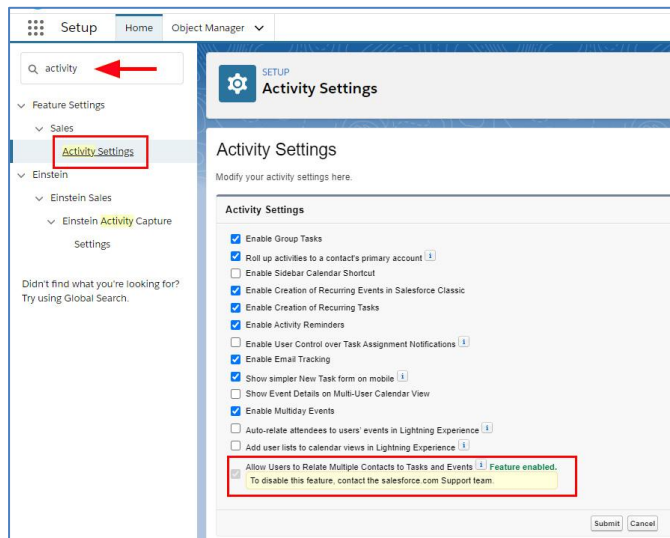 Setup
Home
Object Manager
activity
Feature Settings
Sales
Activity Settings
Einstein
Einstein Sales
Einstein Activity Capture
Settings
Didn't find what you're looking for?
Try using Global Search.
SETUP
Activity Settings
Activity Settings
Modify your activity settings here.
Activity Settings
Enable Group Tasks
Roll up activities to a contact's primary account i
Enable Sidebar Calendar Shortcut
Enable Creation of Recurring Events in Salesforce Classic
Enable Creation of Recurring Tasks
Enable Activity Reminders
Enable User Control over Task Assignment Notifications i
Enable Email Tracking
Show simpler New Task form on mobile i
Show Event Details on Multi-User Calendar View
Enable Multiday Events
Auto-relate attendees to users' events in Lightning Experience i
Add user lists to calendar views in Lightning Experience i
Allow Users to Relate Multiple Contacts to Tasks and Events i Feature enabled.
To disable this feature, contact the salesforce.com Support team.
Submit Cancel